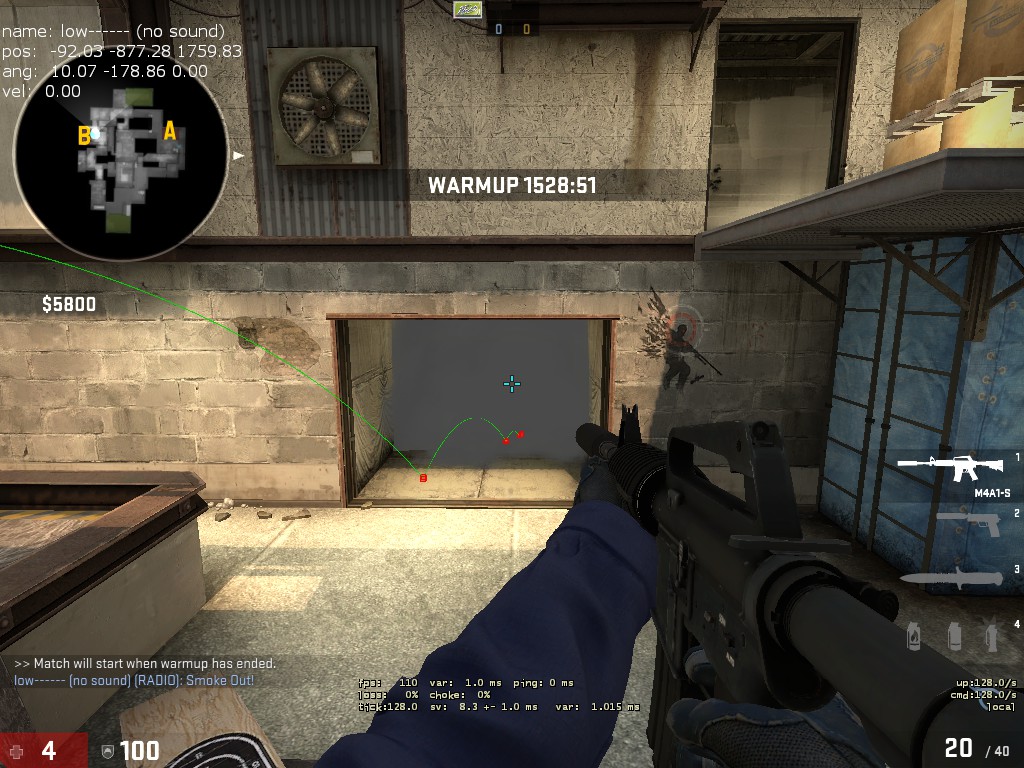 name: low------ (no sound)
pos: -92.03 -877.28 1759.83
ang: 10.07 -178.86 0.00
vel: 0.00
0 0
B A
WARMUP 1528:51
$5800
1
M4A1-S
2
3
4
>> Match will start when warmup has ended.
low------ (no sound) (RADIO): Smoke Out!
fps: 110 var: 1.0 ms ping: 0 ms
loss: 0% choke: 0%
tick:128.0 sv: 8.3 +- 1.0 ms var: 1.015 ms
up:128.0/s
cmd:128.0/s
local
4 100
20 / 40